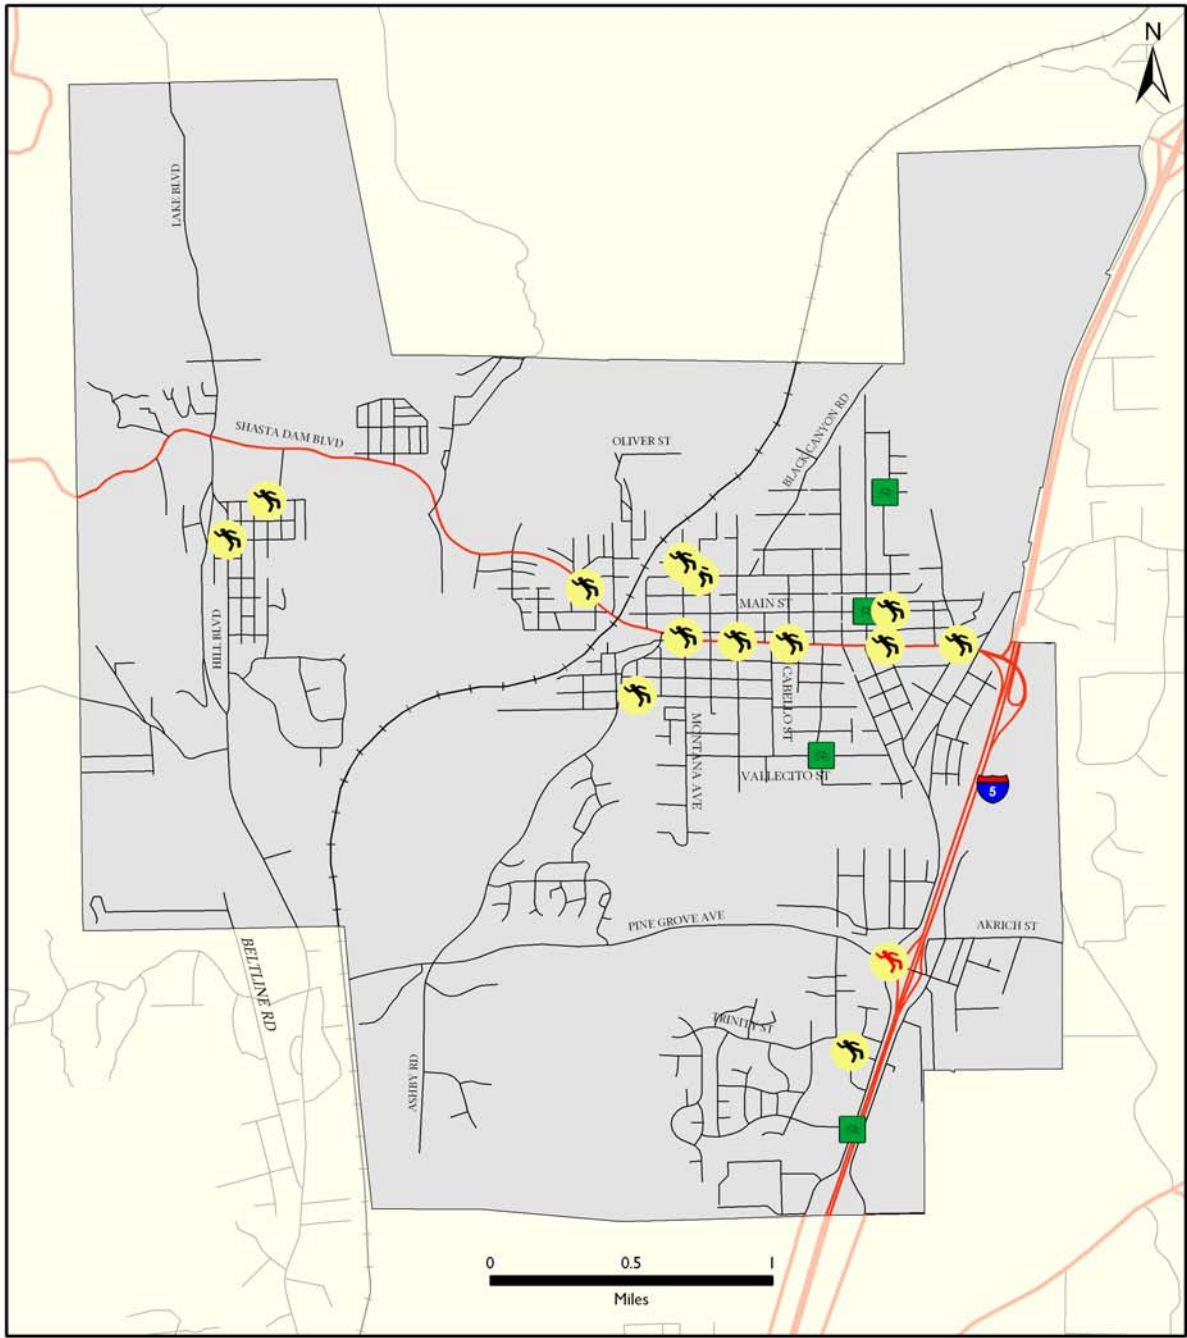 N
LAKE BLVD
SHASTA DAM BLVD
OLIVER ST
BLACK CANYON RD
MAIN ST
HILL BLVD
CABELLO ST
MONTANA AVE
VALLECITO ST
5
PINE GROVE AVE
AKRICH ST
BELTLINE RD
TRINITY ST
ASHBY RD
0 0.5 1
Miles